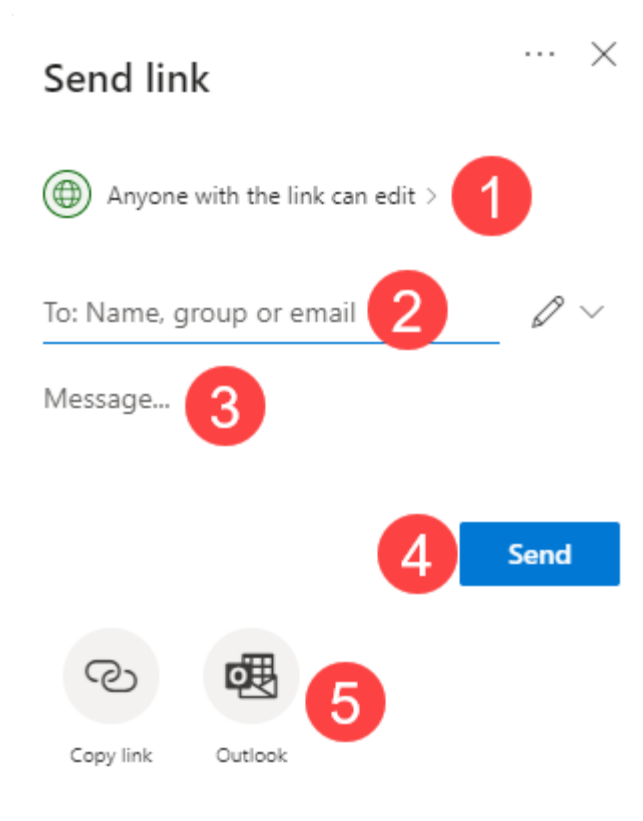 Send link
Anyone with the link can edit 1
To: Name, group or email 2
Message... 3
4 Send
5
Copy link Outlook